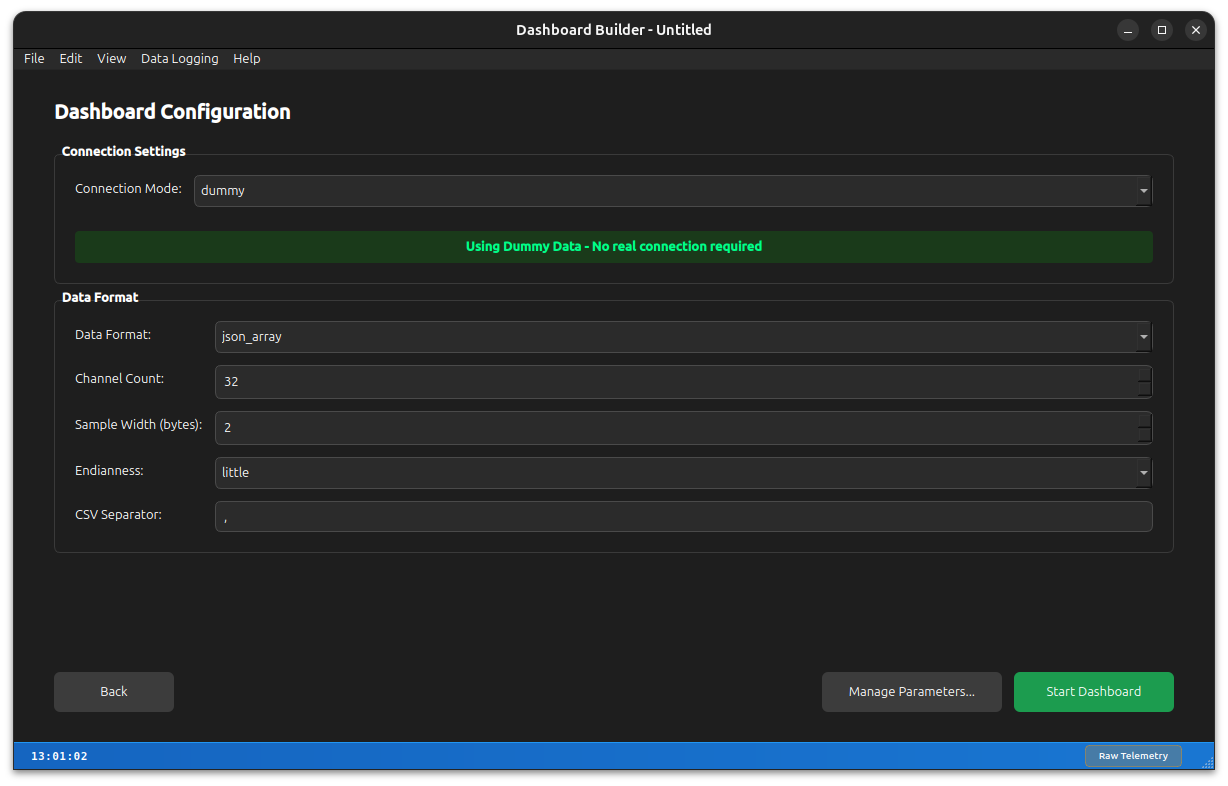 Dashboard Builder - Untitled
File Edit View Data Logging Help
Dashboard Configuration
Connection Settings
Connection Mode: dummy
Using Dummy Data - No real connection required
Data Format
Data Format: json_array
Channel Count: 32
Sample Width (bytes): 2
Endianness: little
CSV Separator: ,
Back Manage Parameters... Start Dashboard
13:01:02 Raw Telemetry